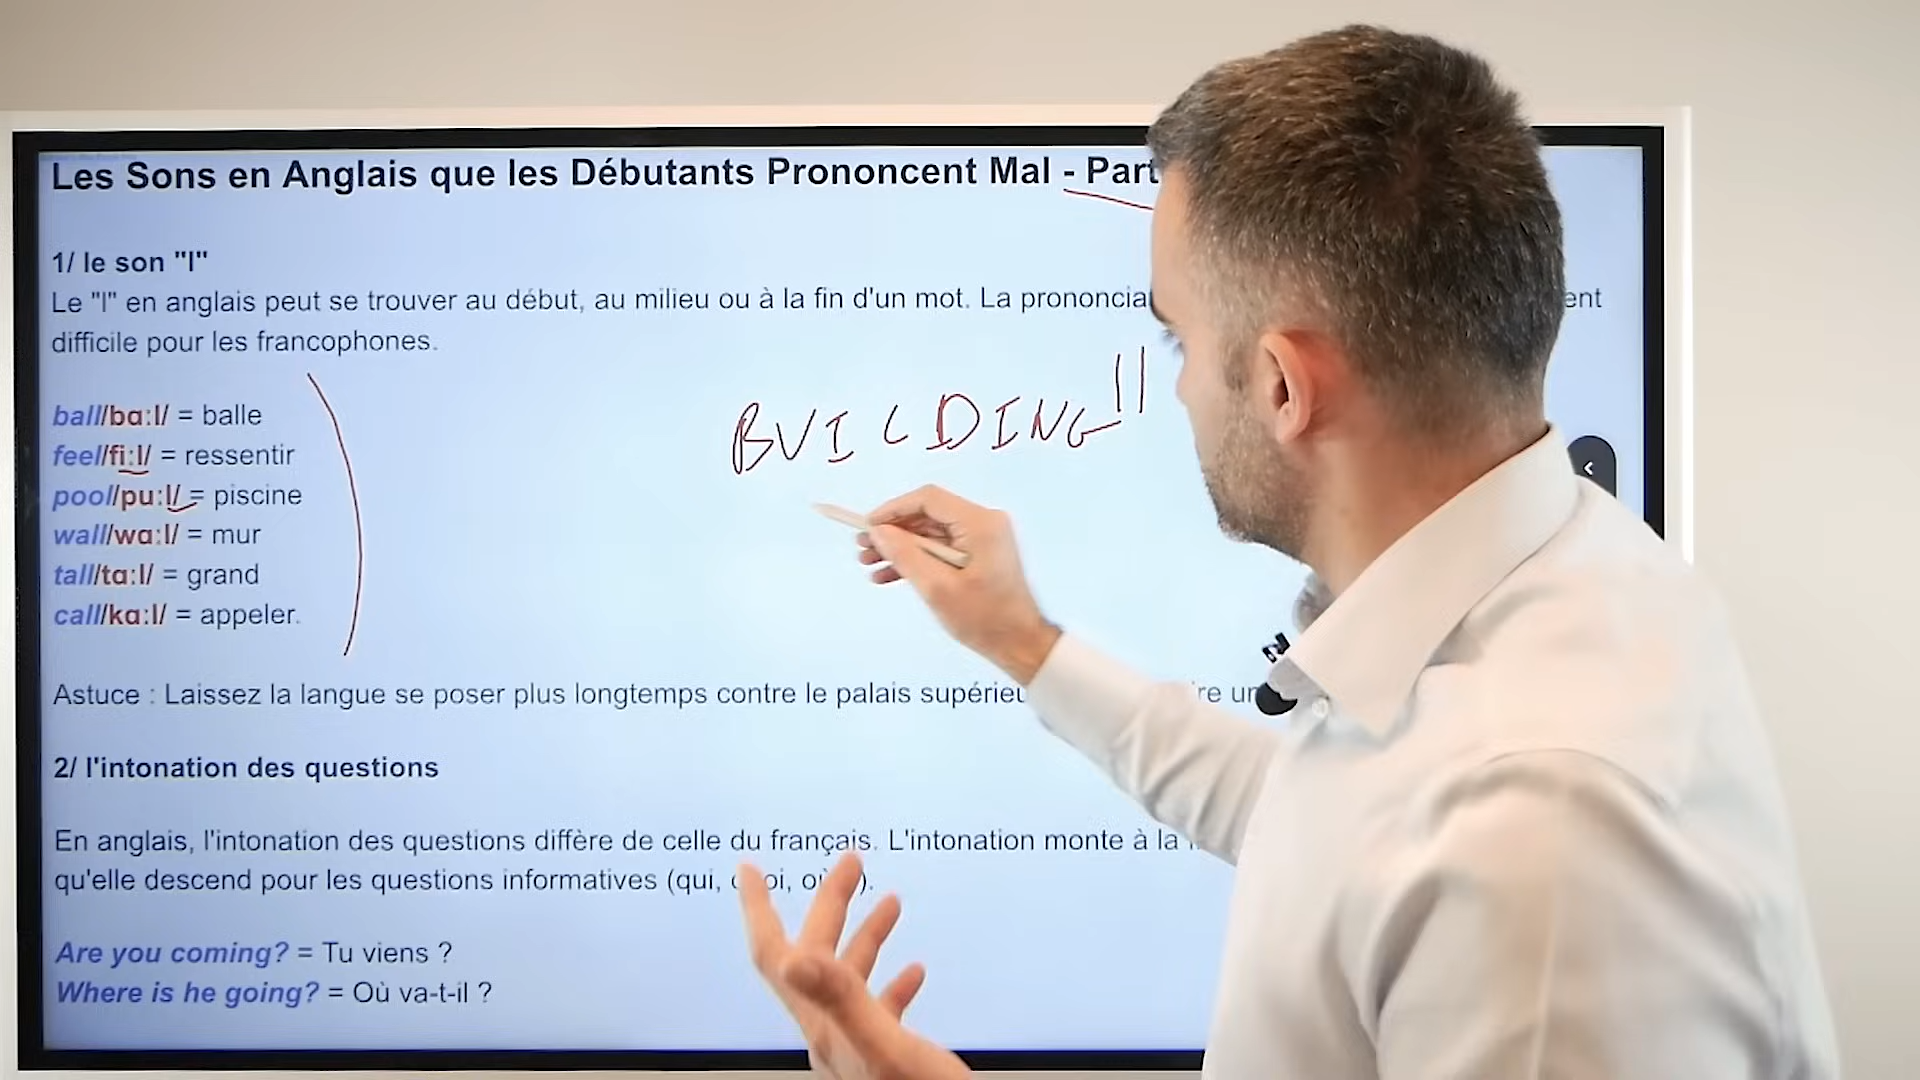 Les Sons en Anglais que les Débutants Prononcent Mal - Part
1/ le son "l"
Le "l" en anglais peut se trouver au début, au milieu ou à la fin d'un mot. La
difficile pour les francophones.
BUILDING
ball/bɑːl/ = balle
feel/fiːl/ = ressentir
pool/puːl/ = piscine
wall/wɑːl/ = mur
tall/tɑːl/ = grand
call/kɑːl/ = appeler.
Astuce : Laissez la langue se poser plus longtemps contre le palais
2/ l'intonation des questions
En anglais, l'intonation des questions diffère de celle du français. L'intonation monte à la
qu'elle descend pour les questions informatives (qui,
Are you coming? = Tu viens ?
Where is he going? = Où va-t-il ?